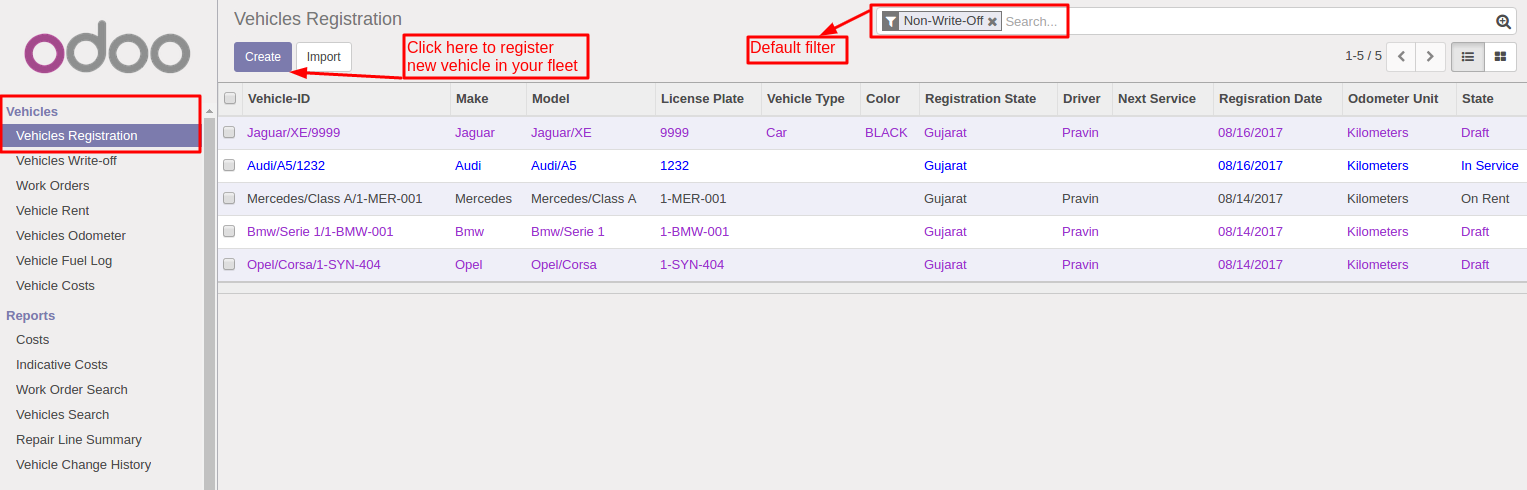 odoo
Vehicles
Vehicles Registration
Vehicles Write-off
Work Orders
Vehicle Rent
Vehicles Odometer
Vehicle Fuel Log
Vehicle Costs
Reports
Costs
Indicative Costs
Work Order Search
Vehicles Search
Repair Line Summary
Vehicle Change History
Vehicles Registration
Non-Write-Off Search...
Create Import
Click here to register
new vehicle in your fleet
Default filter
1-5 / 5
Vehicle-ID Make Model License Plate Vehicle Type Color Registration State Driver Next Service Regisration Date Odometer Unit State
Jaguar/XE/9999 Jaguar Jaguar/XE 9999 Car BLACK Gujarat Pravin 08/16/2017 Kilometers Draft
Audi/A5/1232 Audi Audi/A5 1232 Gujarat 08/16/2017 Kilometers In Service
Mercedes/Class A/1-MER-001 Mercedes Mercedes/Class A 1-MER-001 Gujarat Pravin 08/14/2017 Kilometers On Rent
Bmw/Serie 1/1-BMW-001 Bmw Bmw/Serie 1 1-BMW-001 Gujarat Pravin 08/14/2017 Kilometers Draft
Opel/Corsa/1-SYN-404 Opel Opel/Corsa 1-SYN-404 Gujarat Pravin 08/14/2017 Kilometers Draft